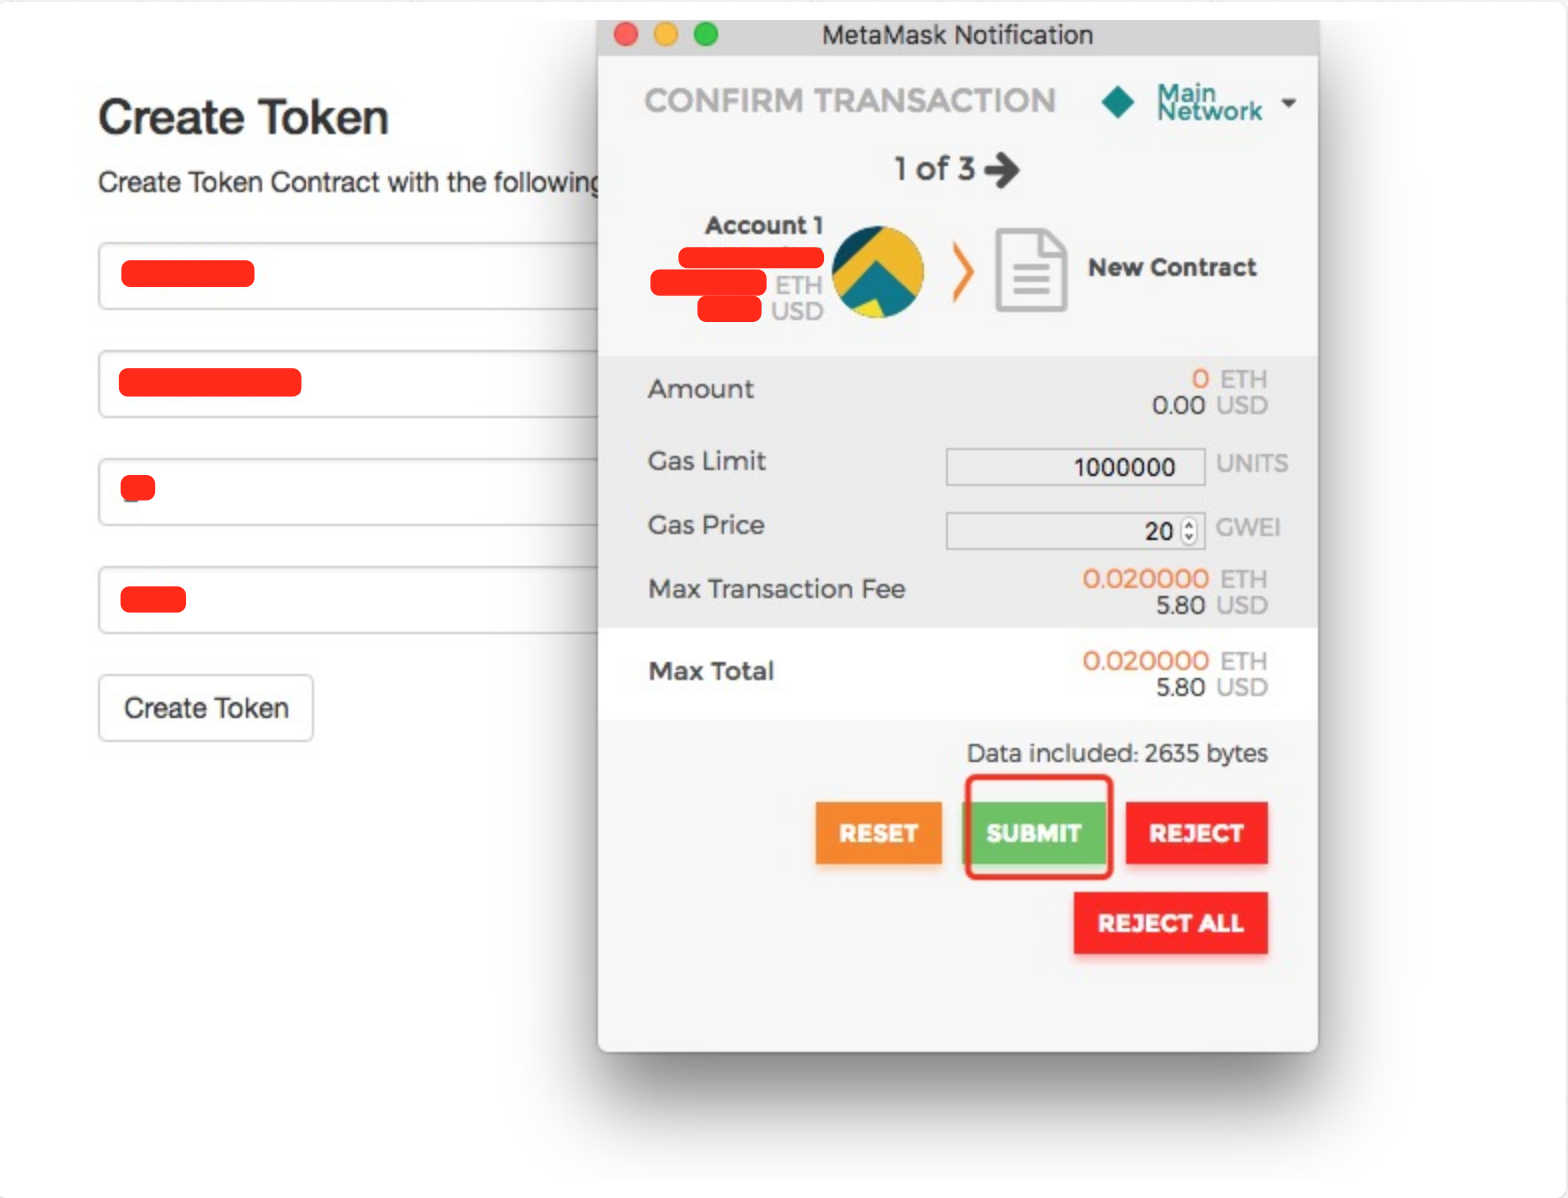 MetaMask Notification
Create Token
Create Token Contract with the following
Create Token
CONFIRM TRANSACTION
Main
Network
1 of 3
Account 1
ETH
USD
New Contract
Amount
0 ETH
0.00 USD
Gas Limit
1000000 UNITS
Gas Price
20 GWEI
Max Transaction Fee
0.020000 ETH
5.80 USD
Max Total
0.020000 ETH
5.80 USD
Data included: 2635 bytes
RESET
SUBMIT
REJECT
REJECT ALL